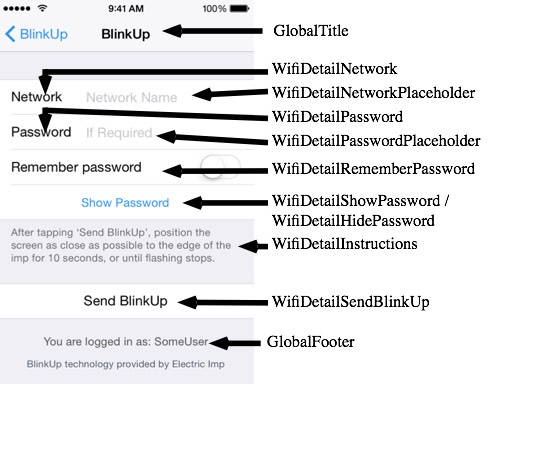 9:41 AM 100%
BlinkUp BlinkUp GlobalTitle
WifiDetailNetwork
Network Network Name WifiDetailNetworkPlaceholder
WifiDetailPassword
Password If Required WifiDetailPasswordPlaceholder
Remember password WifiDetailRememberPassword
Show Password WifiDetailShowPassword /
WifiDetailHidePassword
After tapping 'Send BlinkUp', position the
screen as close as possible to the edge of the
imp for 10 seconds, or until flashing stops.
WifiDetailInstructions
Send BlinkUp WifiDetailSendBlinkUp
You are logged in as: SomeUser GlobalFooter
BlinkUp technology provided by Electric Imp